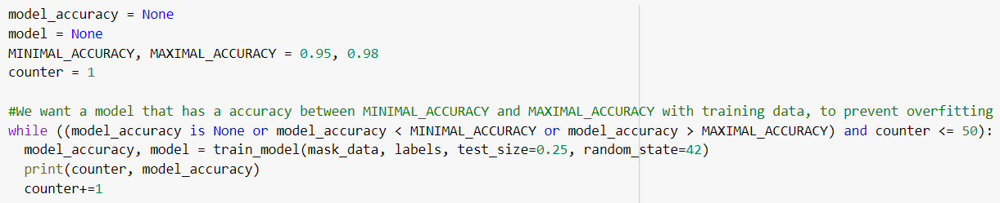 model_accuracy = None
model = None
MINIMAL_ACCURACY, MAXIMAL_ACCURACY = 0.95, 0.98
counter = 1
#We want a model that has a accuracy between MINIMAL_ACCURACY and MAXIMAL_ACCURACY with training data, to prevent overfitting
while ((model_accuracy is None or model_accuracy < MINIMAL_ACCURACY or model_accuracy > MAXIMAL_ACCURACY) and counter <= 50):
  model_accuracy, model = train_model(mask_data, labels, test_size=0.25, random_state=42)
  print(counter, model_accuracy)
  counter+=1